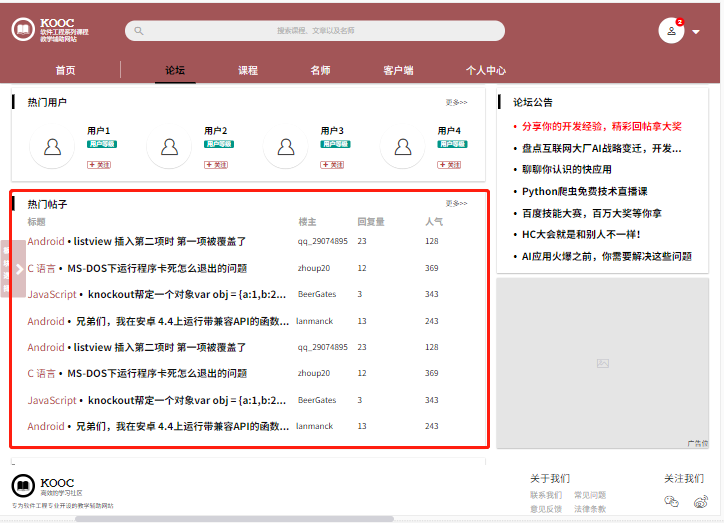 KOOC
软件工程系列课程
教学辅助网站
搜索课程、文章以及名师
2
首页 论坛 课程 名师 客户端 个人中心
热门用户 更多>>
用户1 用户2 用户3 用户4
用户等级 用户等级 用户等级 用户等级
+ 关注 + 关注 + 关注 + 关注
论坛公告
• 分享你的开发经验，精彩回帖拿大奖
• 盘点互联网大厂AI战略变迁，开发...
• 聊聊你认识的快应用
• Python爬虫免费技术直播课
• 百度技能大赛，百万大奖等你拿
• HC大会就是和别人不一样！
• AI应用火爆之前，你需要解决这些问题
热门帖子 更多>>
标题 楼主 回复量 人气
Android • listview 插入第二项时 第一项被覆盖了 qq_29074895 23 128
C 语言 • MS-DOS下运行程序卡死怎么退出的问题 zhoup20 12 369
JavaScript • knockout帮定一个对象var obj = {a:1,b:2... BeerGates 3 343
Android • 兄弟们，我在安卓 4.4上运行带兼容API的函数... lanmanck 13 243
Android • listview 插入第二项时 第一项被覆盖了 qq_29074895 23 128
C 语言 • MS-DOS下运行程序卡死怎么退出的问题 zhoup20 12 369
JavaScript • knockout帮定一个对象var obj = {a:1,b:2... BeerGates 3 343
Android • 兄弟们，我在安卓 4.4上运行带兼容API的函数... lanmanck 13 243
广告位
KOOC
高效的学习社区
专为软件工程专业开设的教学辅助网站
关于我们 关注我们
联系我们 常见问题
意见反馈 法律条款